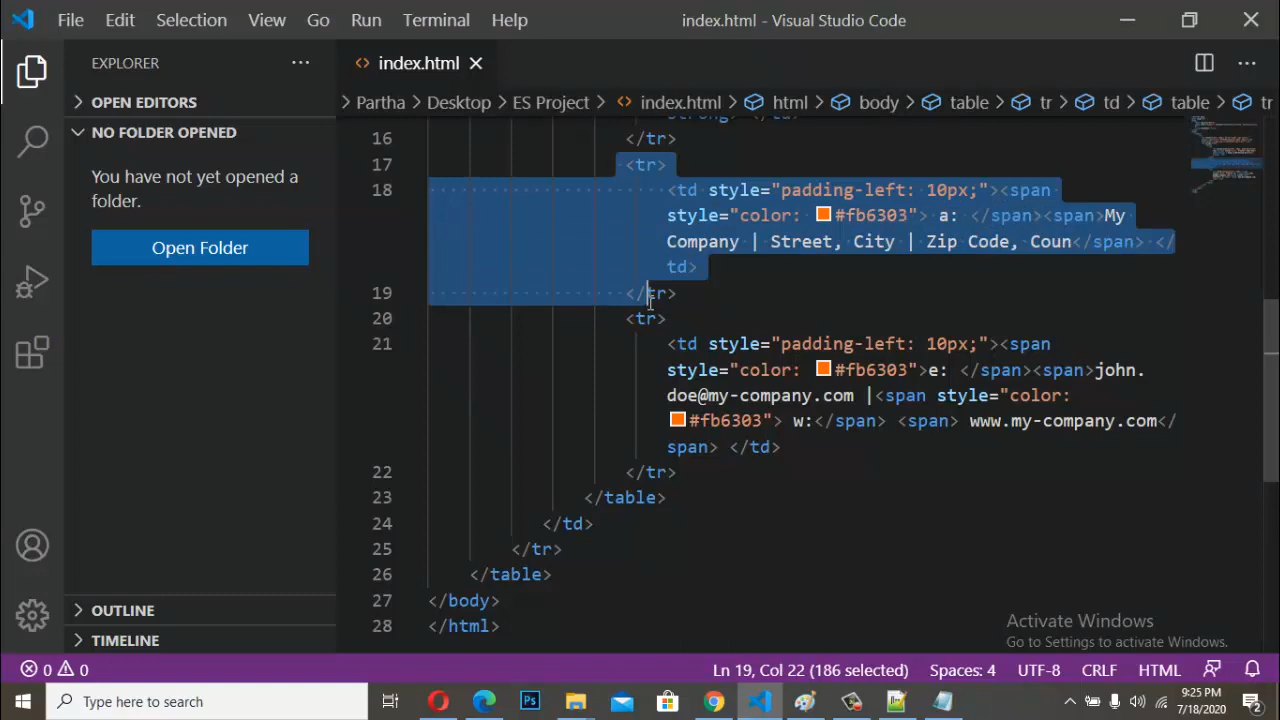 File Edit Selection View Go Run Terminal Help index.html - Visual Studio Code
EXPLORER
index.html
OPEN EDITORS
Partha > Desktop > ES Project > index.html > html > body > table > tr > td > table > tr
NO FOLDER OPENED
You have not yet opened a
folder.
Open Folder
strong> </td>
16 </tr>
17 <tr>
18 <td style="padding-left: 10px;"><span
style="color: #fb6303"> a: </span><span>My
Company | Street, City | Zip Code, Coun</span> </
td>
19 </tr>
20 <tr>
21 <td style="padding-left: 10px;"><span
style="color: #fb6303">e: </span><span>john.
doe@my-company.com |<span style="color:
#fb6303"> w:</span> <span> www.my-company.com</
span> </td>
22 </tr>
23 </table>
24 </td>
25 </tr>
26 </table>
27 </body>
28 </html>
OUTLINE
TIMELINE
Activate Windows
Go to Settings to activate Windows.
0 0 Ln 19, Col 22 (186 selected) Spaces: 4 UTF-8 CRLF HTML
Type here to search
Ps
9:25 PM
7/18/2020
2